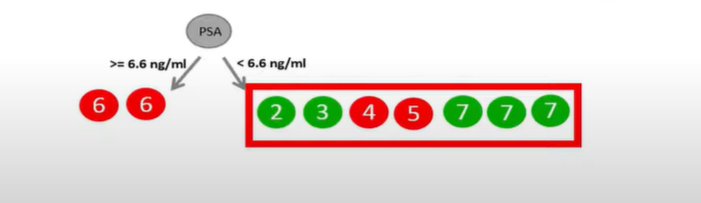 PSA
>= 6.6 ng/ml < 6.6 ng/ml
6 6 2 3 4 5 7 7 7